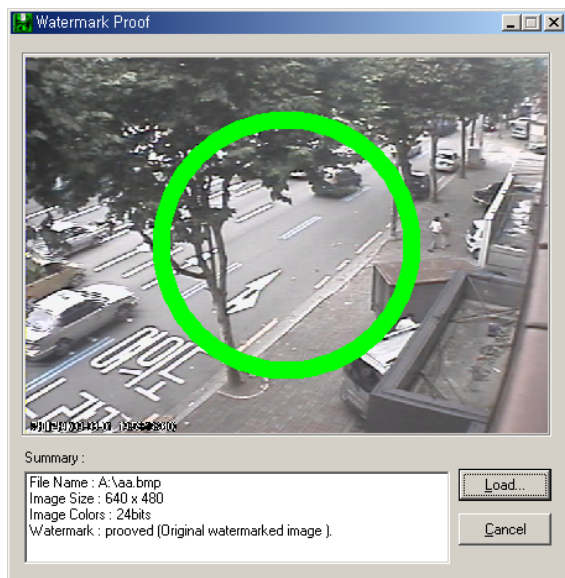 Watermark Proof
Summary :
File Name : A:\aa.bmp
Image Size : 640 x 480
Image Colors : 24bits
Watermark : prooved (Original watermarked image ).
Load...
Cancel